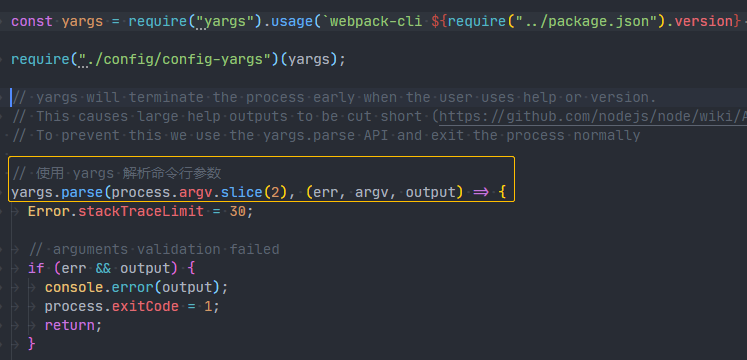 const yargs = require("yargs").usage(`webpack-cli ${require("../package.json").version}
require("./config/config-yargs")(yargs);
// yargs will terminate the process early when the user uses help or version.
// This causes large help outputs to be cut short (https://github.com/nodejs/node/wiki/A
// To prevent this we use the yargs.parse API and exit the process normally
// 使用 yargs 解析命令行参数
yargs.parse(process.argv.slice(2), (err, argv, output) => {
Error.stackTraceLimit = 30;
// arguments validation failed
if (err && output) {
console.error(output);
process.exitCode = 1;
return;
}